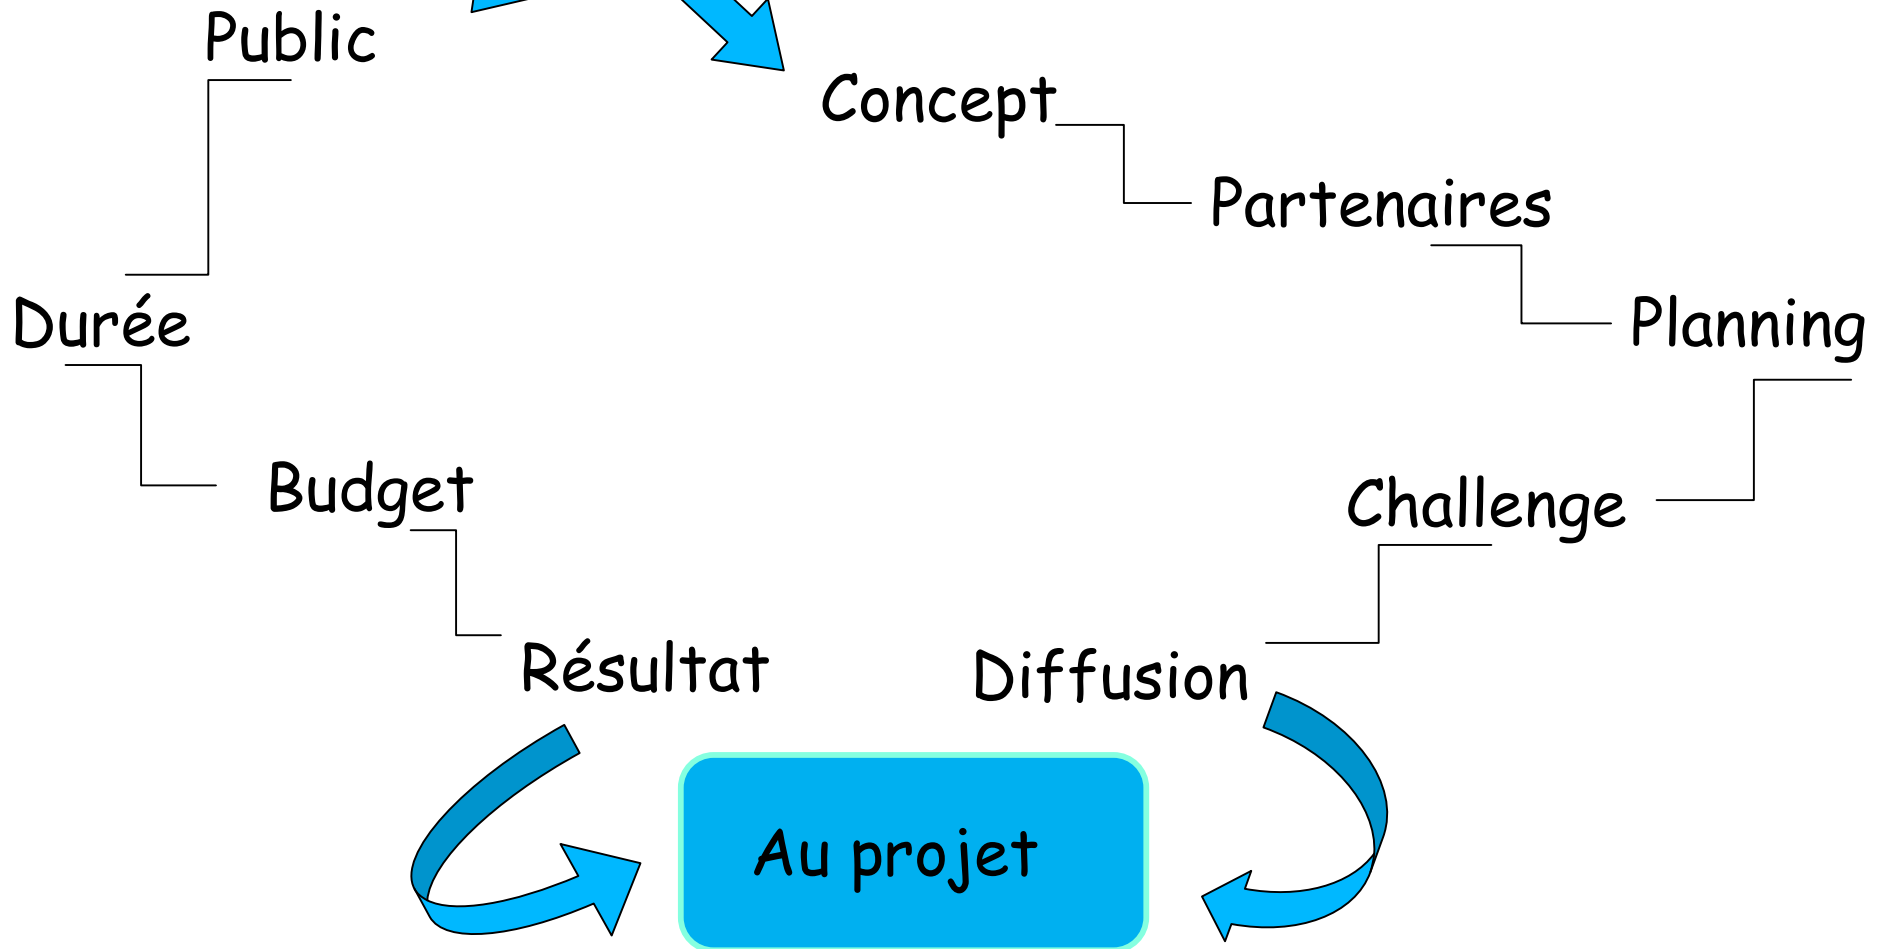 Public
Concept
Partenaires
Durée
Planning
Budget
Challenge
Résultat
Diffusion
Au projet